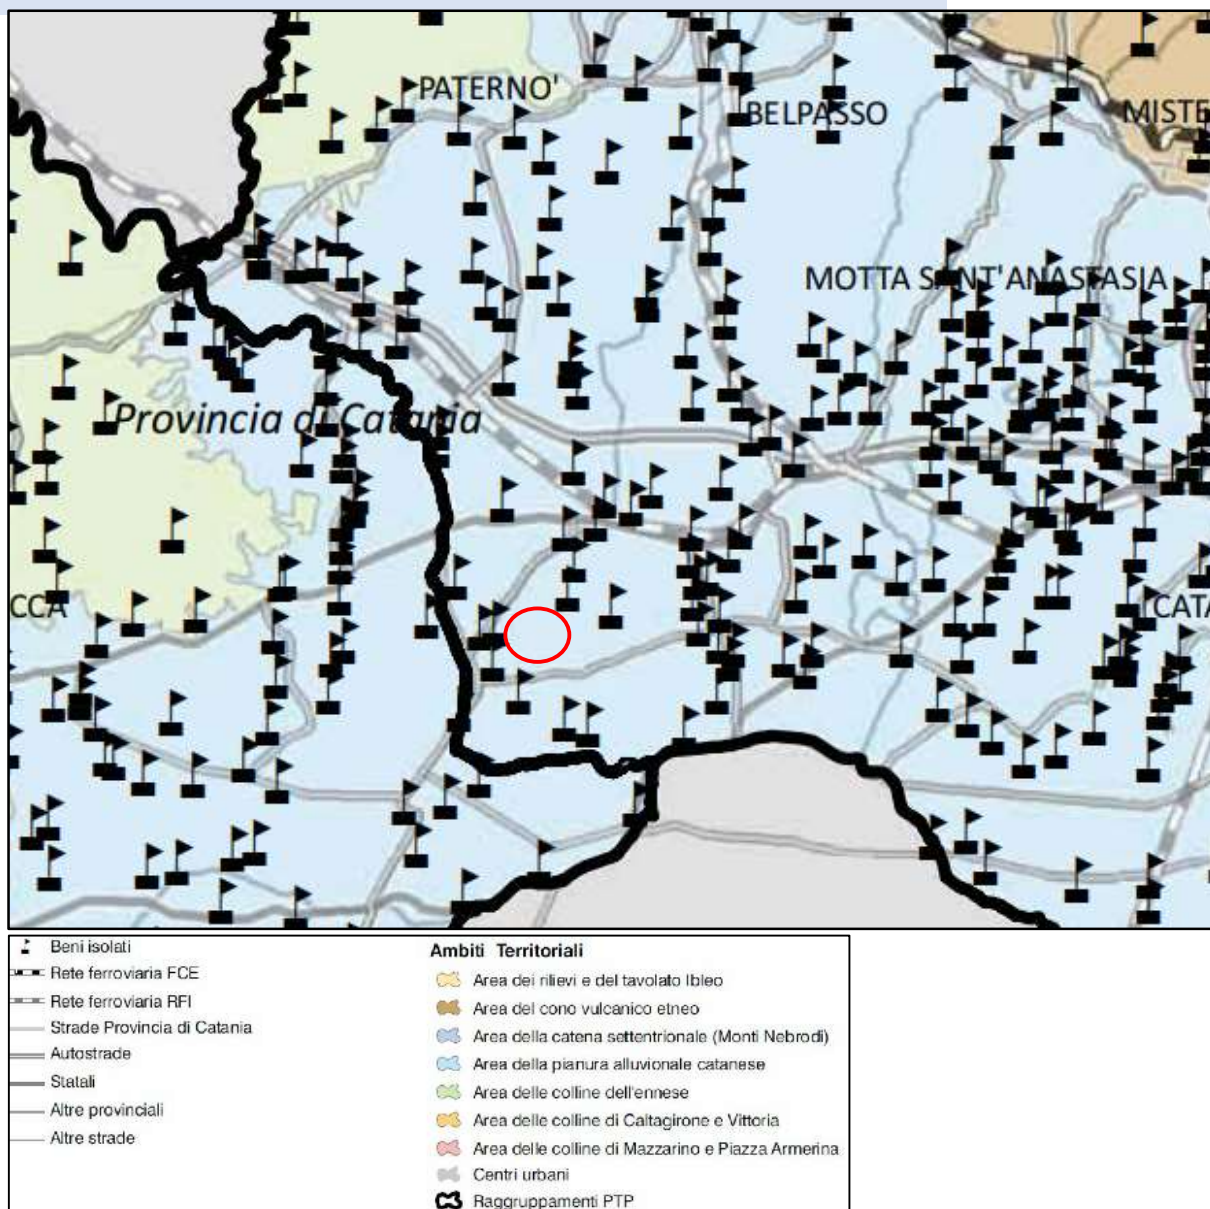 PATERNO'
BELPASSO
MISTE
MOTTA SANT'ANASTASIA
Provincia di Catania
CCA
CATA
Beni isolati
Rete ferroviaria FCE
Rete ferroviaria RFI
Strade Provincia di Catania
Autostrade
Statali
Altre provinciali
Altre strade
Ambiti Territoriali
Area dei rilievi e del tavolato Ibleo
Area del cono vulcanico etneo
Area della catena settentrionale (Monti Nebrodi)
Area della pianura alluvionale catanese
Area delle colline dell'ennese
Area delle colline di Caltagirone e Vittoria
Area delle colline di Mazzarino e Piazza Armerina
Centri urbani
Raggruppamenti PTP